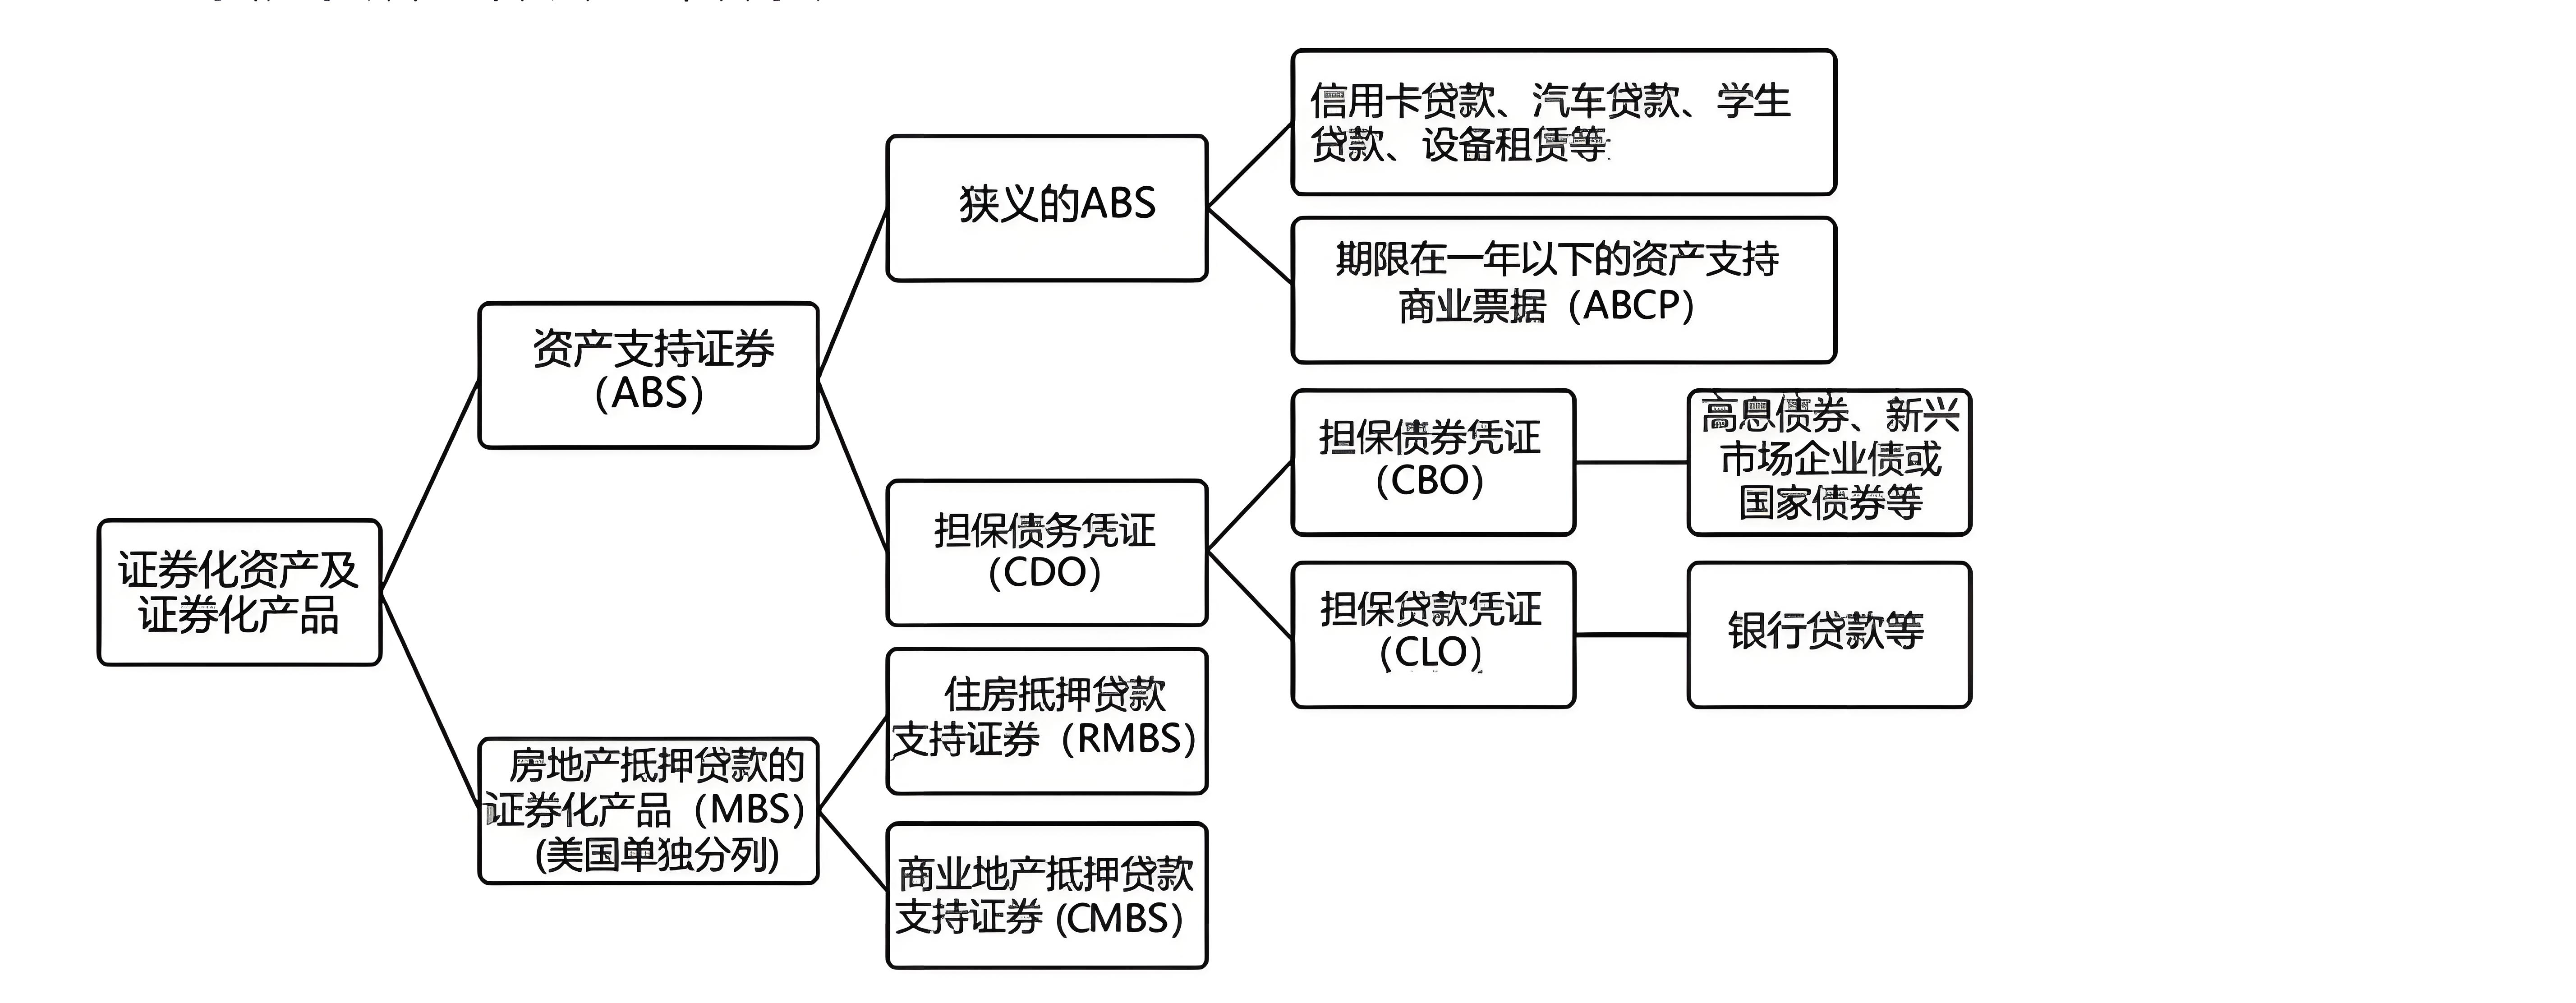 证券化资产及
证券化产品
资产支持证券
（ABS）
房地产抵押贷款的
证券化产品（MBS）
(美国单独分列)
狭义的ABS
担保债务凭证
（CDO）
住房抵押贷款
支持证券（RMBS）
商业地产抵押贷款
支持证券 (CMBS）
信用卡贷款、汽车贷款、学生
贷款、设备租赁等
期限在一年以下的资产支持
商业票据（ABCP）
担保债券凭证
（CBO）
担保贷款凭证
（CLO）
高息债券、新兴
市场企业债或
国家债券等
银行贷款等